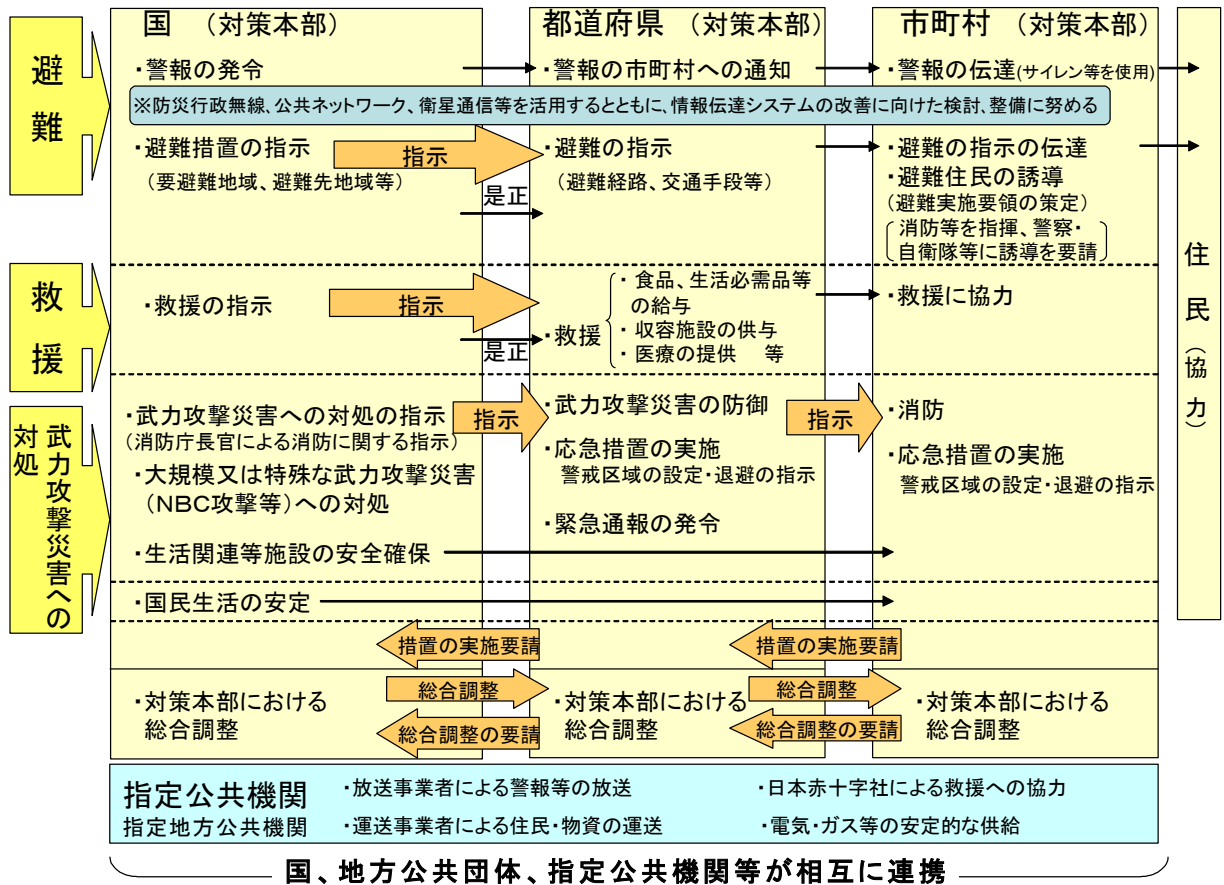 国 （対策本部）
都道府県 （対策本部）
市町村 （対策本部）
避難
・警報の発令
・警報の市町村への通知
・警報の伝達(サイレン等を使用)
※防災行政無線、公共ネットワーク、衛星通信等を活用するとともに、情報伝達システムの改善に向けた検討、整備に努める
・避難措置の指示
（要避難地域、避難先地域等）
指示
是正
・避難の指示
（避難経路、交通手段等）
・避難の指示の伝達
・避難住民の誘導
（避難実施要領の策定）
消防等を指揮、警察・
自衛隊等に誘導を要請
住民（協力）
救援
・救援の指示
指示
是正
・救援
・食品、生活必需品等
の給与
・収容施設の供与
・医療の提供 等
・救援に協力
武力攻撃災害への
対処
・武力攻撃災害への対処の指示
（消防庁長官による消防に関する指示）
・大規模又は特殊な武力攻撃災害
（NBC攻撃等）への対処
指示
・武力攻撃災害の防御
・応急措置の実施
警戒区域の設定・退避の指示
・緊急通報の発令
指示
・消防
・応急措置の実施
警戒区域の設定・退避の指示
・生活関連等施設の安全確保
・国民生活の安定
措置の実施要請
措置の実施要請
・対策本部における
総合調整
総合調整
総合調整の要請
・対策本部における
総合調整
総合調整
総合調整の要請
・対策本部における
総合調整
指定公共機関
指定地方公共機関
・放送事業者による警報等の放送
・日本赤十字社による救援への協力
・運送事業者による住民・物資の運送
・電気・ガス等の安定的な供給
国、地方公共団体、指定公共機関等が相互に連携